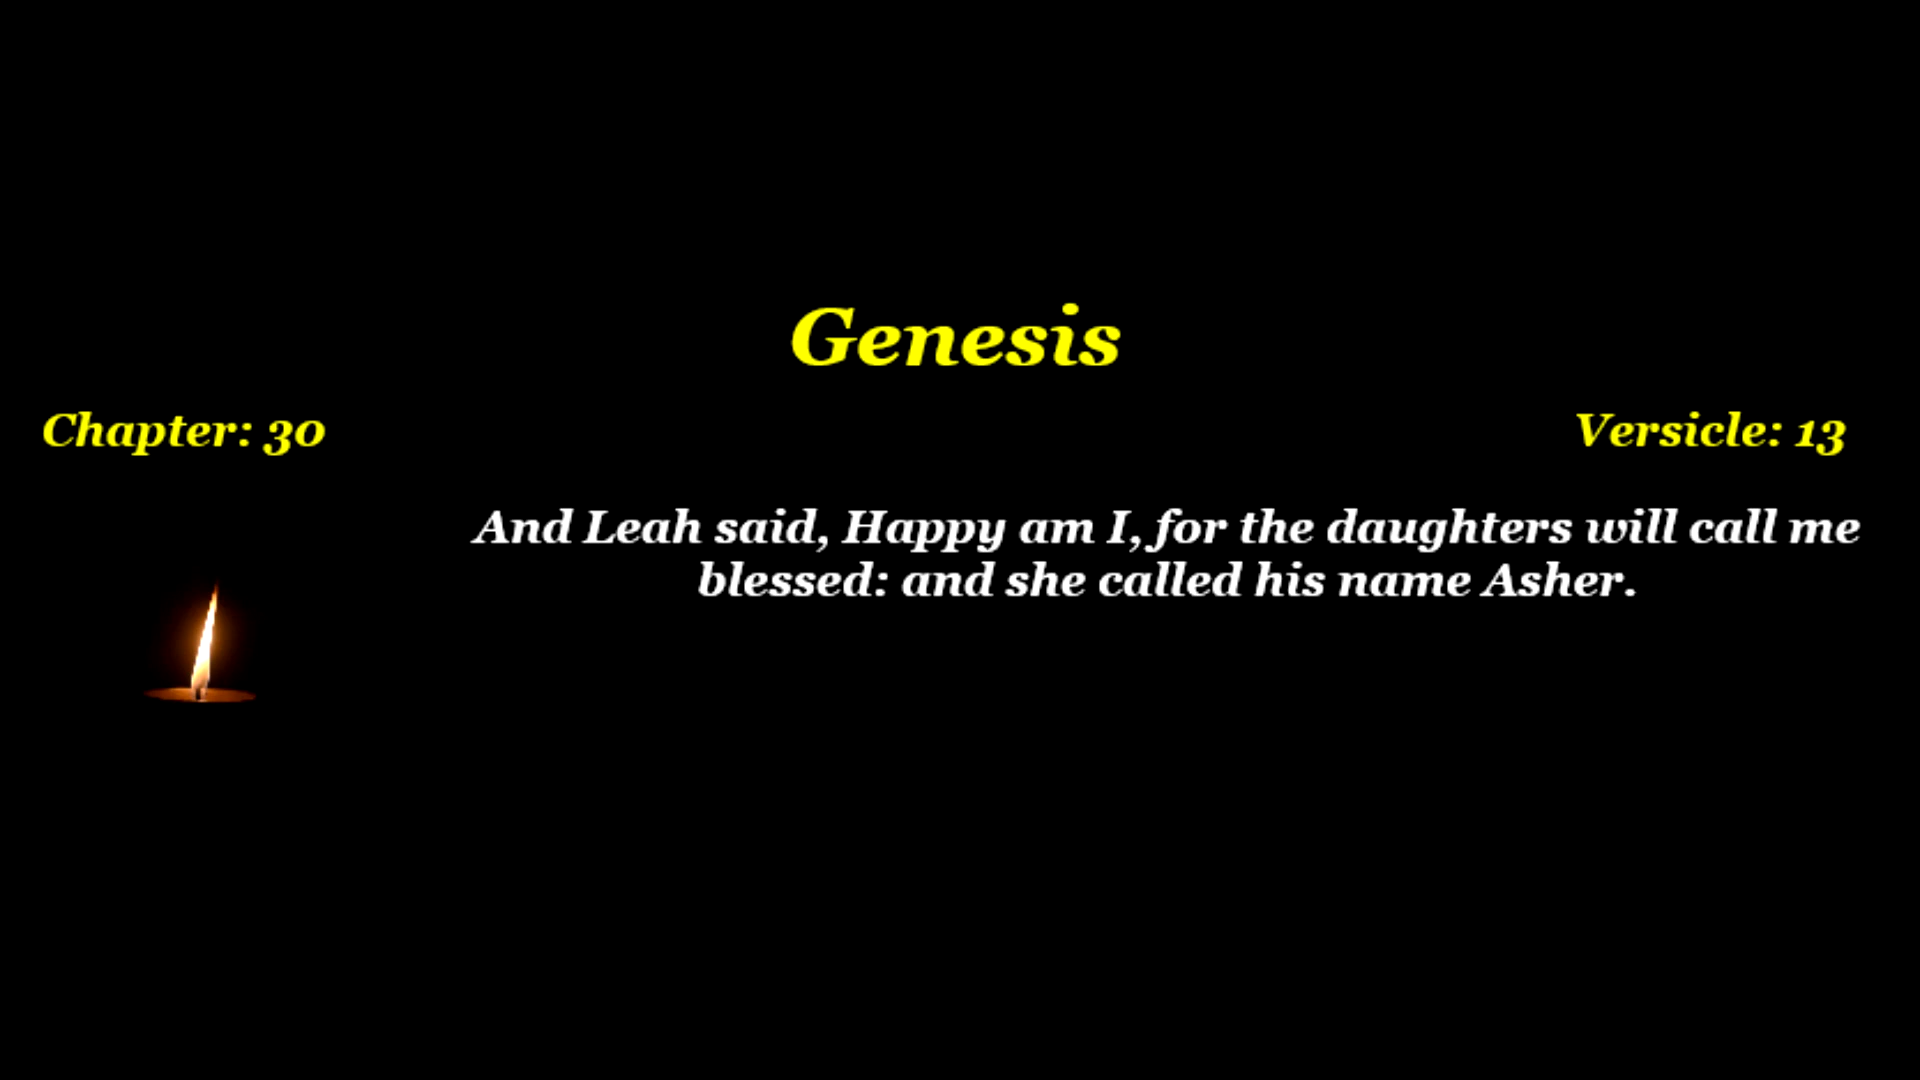 Genesis
Chapter: 30
Versicle: 13
And Leah said, Happy am I, for the daughters will call me
blessed: and she called his name Asher.